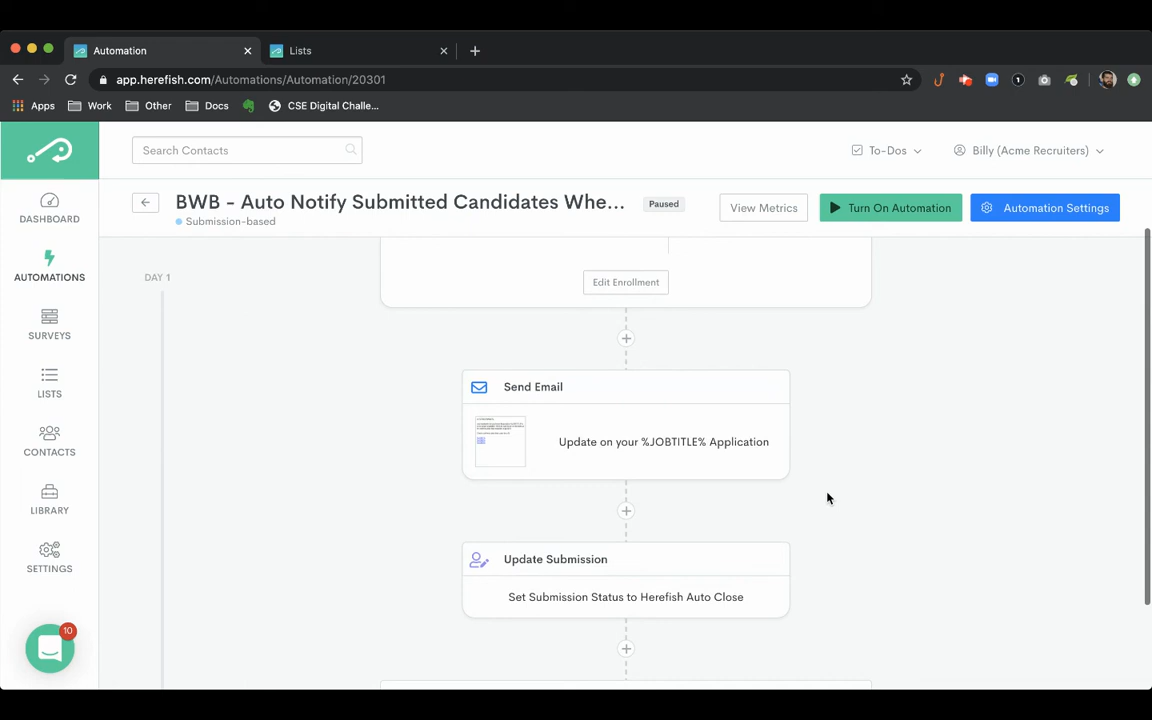 Automation
Lists
app.herefish.com/Automations/Automation/20301
Apps
Work
Other
Docs
CSE Digital Challe...
Search Contacts
To-Dos
Billy (Acme Recruiters)
DASHBOARD
AUTOMATIONS
SURVEYS
LISTS
CONTACTS
LIBRARY
SETTINGS
10
BWB - Auto Notify Submitted Candidates Whe...
Paused
Submission-based
View Metrics
Turn On Automation
Automation Settings
DAY 1
Edit Enrollment
Send Email
Update on your %JOBTITLE% Application
Update Submission
Set Submission Status to Herefish Auto Close